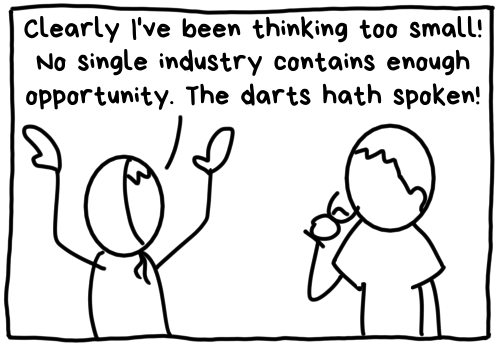 Clearly I've been thinking too small!
No single industry contains enough
opportunity. The darts hath spoken!